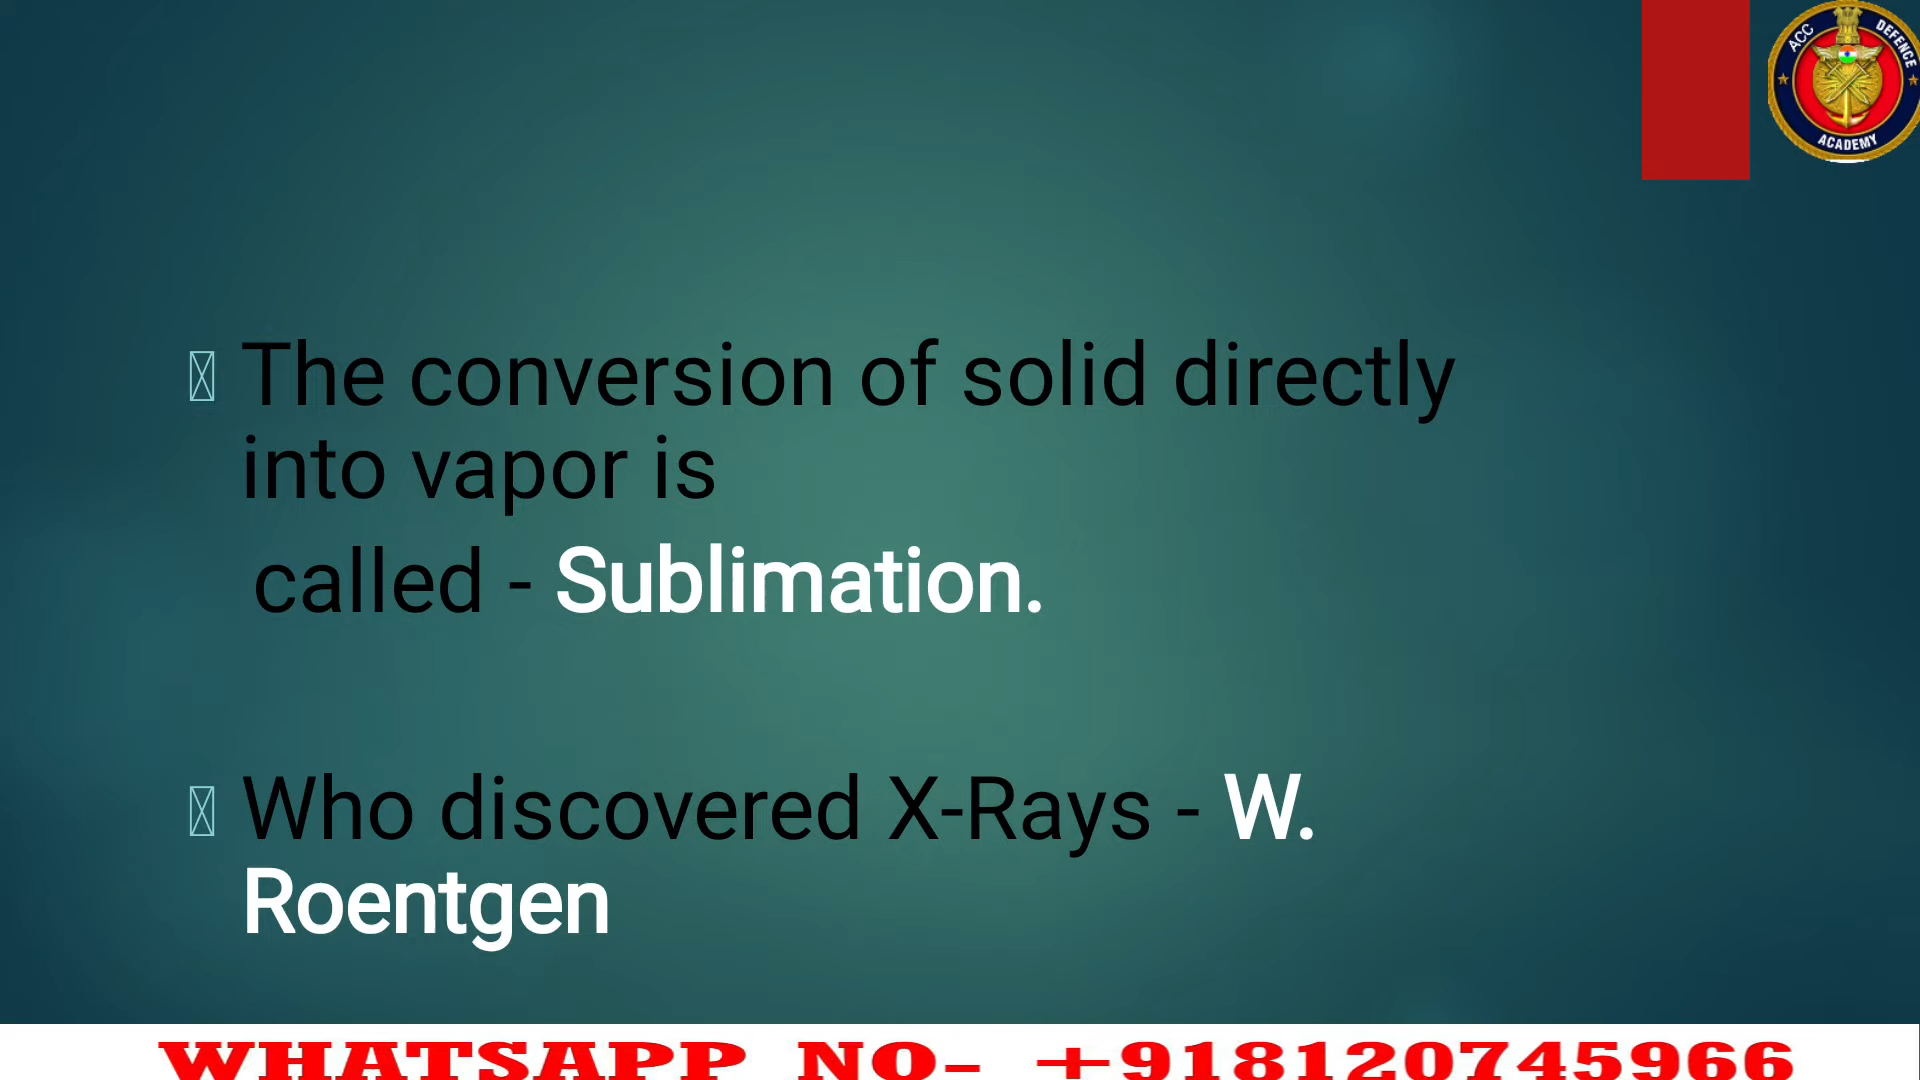 ACC DEFENCE
ACADEMY
The conversion of solid directly
into vapor is
called - Sublimation.
Who discovered X-Rays - W.
Roentgen
WHATSAPP NO- +918120745966